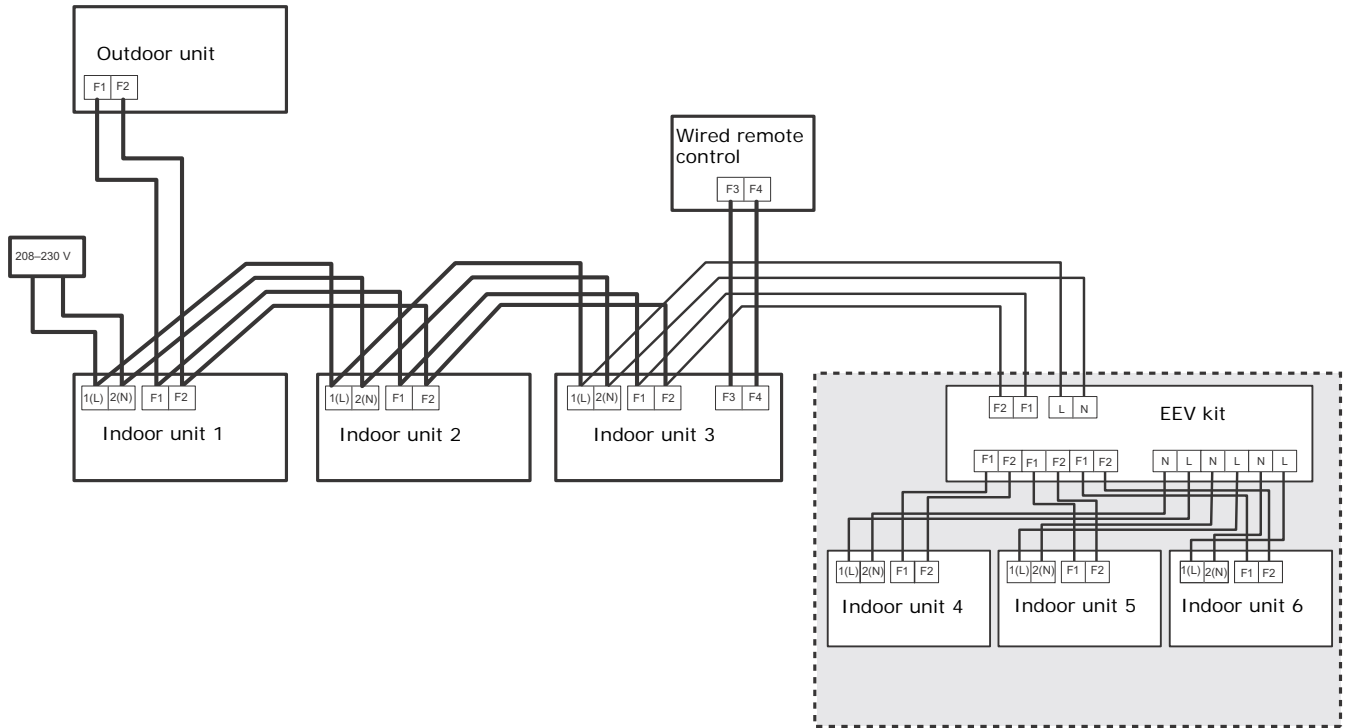 Outdoor unit
F1 F2
Wired remote
control
F3 F4
208–230 V
1(L) 2(N) F1 F2
Indoor unit 1
1(L) 2(N) F1 F2
Indoor unit 2
1(L) 2(N) F1 F2 F3 F4
Indoor unit 3
F2 F1 L N
EEV kit
F1 F2 F1 F2 F1 F2 N L N L N L
1(L) 2(N) F1 F2
Indoor unit 4
1(L) 2(N) F1 F2
Indoor unit 5
1(L) 2(N) F1 F2
Indoor unit 6